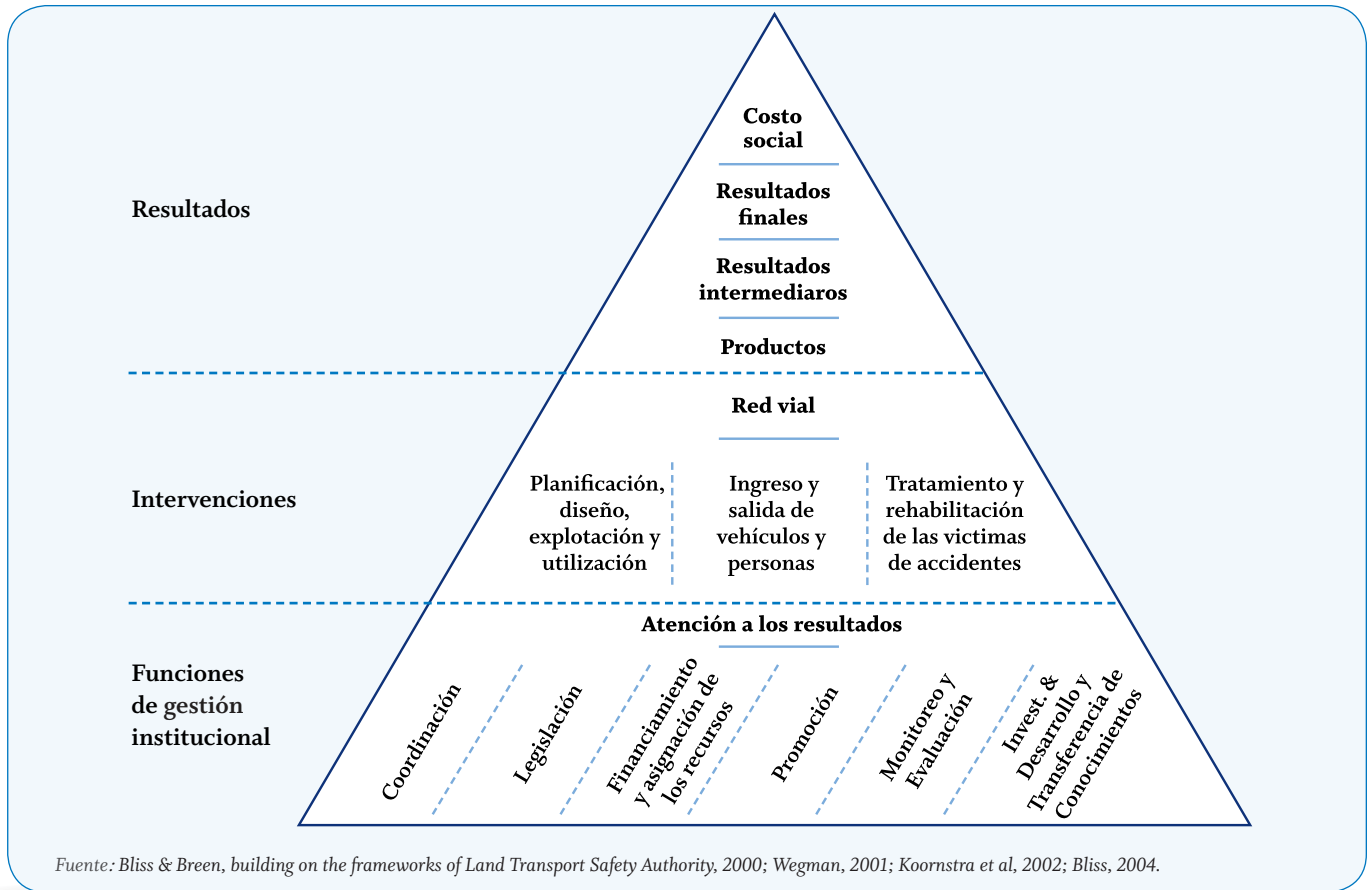 Costo
social
Resultados
Resultados
finales
Resultados
intermediaros
Productos
Intervenciones
Red vial
Planificación,
diseño,
explotación y
utilización
Ingreso y
salida de
vehículos y
personas
Tratamiento y
rehabilitación
de las victimas
de accidentes
Funciones
de gestión
institucional
Atención a los resultados
Coordinación
Legislación
Financiamiento
y asignación de
los recursos
Promoción
Monitoreo y
Evaluación
Invest. &
Desarrollo y
Transferencia de
Conocimientos
Fuente: Bliss & Breen, building on the frameworks of Land Transport Safety Authority, 2000; Wegman, 2001; Koornstra et al, 2002; Bliss, 2004.